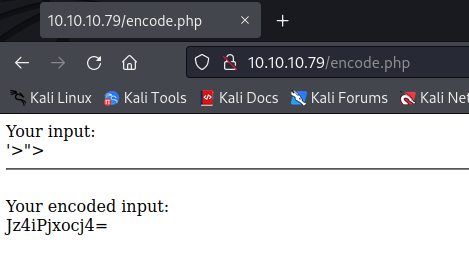 10.10.10.79/encode.php
10.10.10.79/encode.php
Kali Linux Kali Tools Kali Docs Kali Forums Kali Net
Your input:
'>">
Your encoded input:
Jz4iPjxocj4=